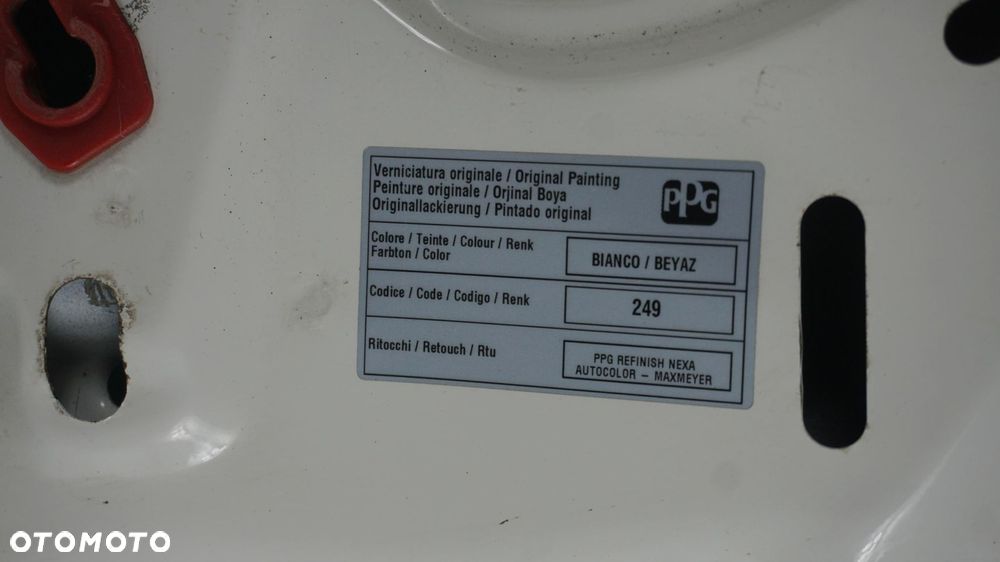 Verniciatura originale / Original Painting
Peinture originale / Orjinal Boya
Originallackierung / Pintado original
PPG
Colore / Teinte / Colour / Renk
Farbton / Color
BIANCO / BEYAZ
Codice / Code / Codigo / Renk
249
Ritocchi / Retouch / Rtu
PPG REFINISH NEXA
AUTOCOLOR – MAXMEYER
OTOMOTO